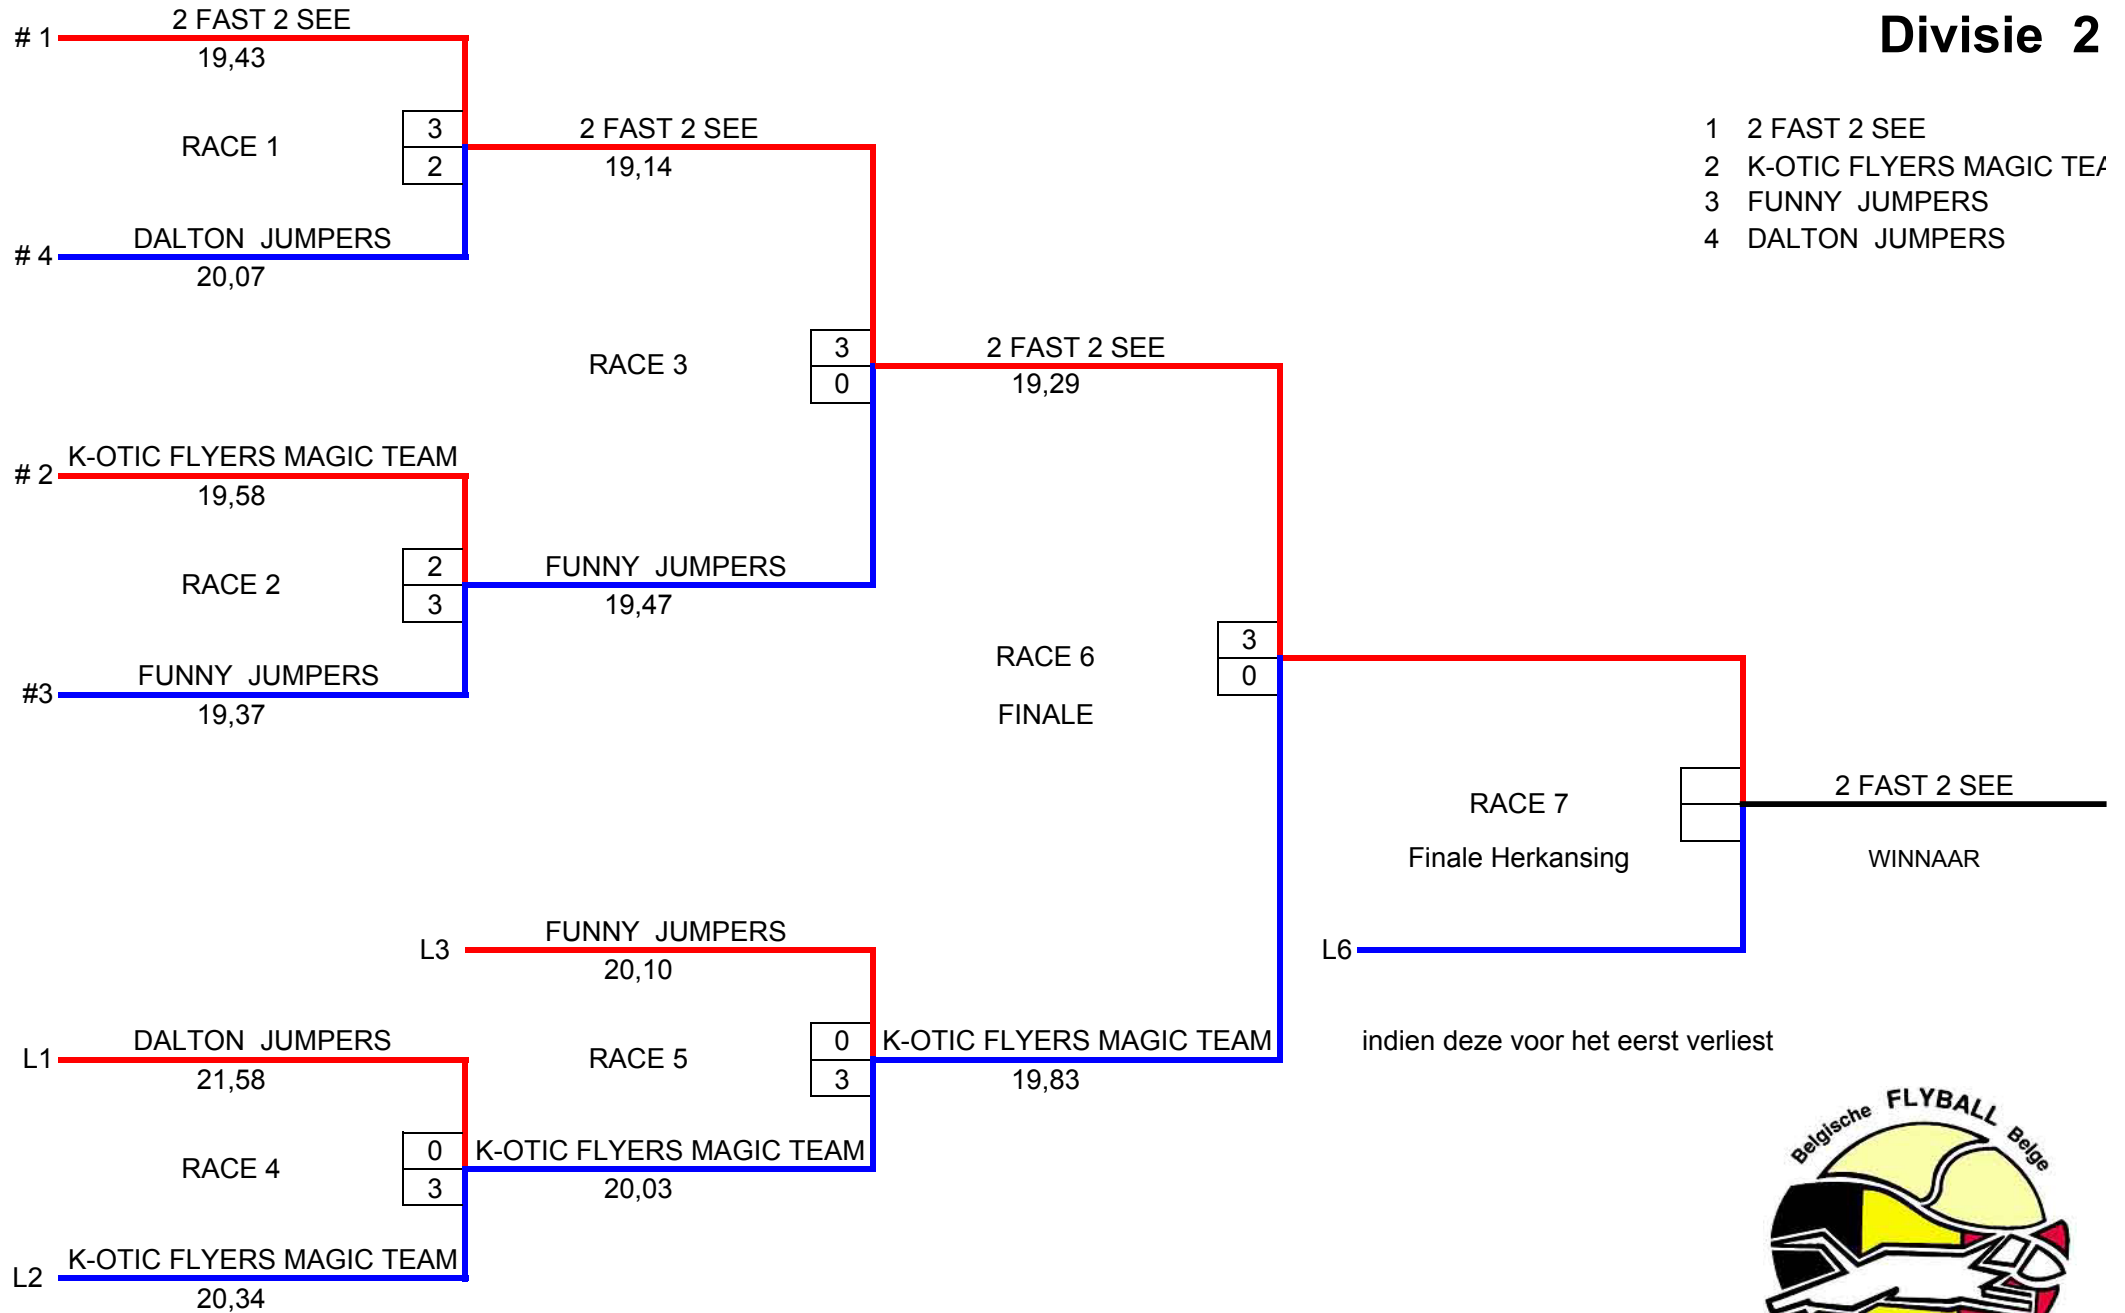 Divisie 2
1 2 FAST 2 SEE
2 K-OTIC FLYERS MAGIC TEA
3 FUNNY JUMPERS
4 DALTON JUMPERS
# 1
2 FAST 2 SEE
19,43
RACE 1
3
2
# 4
DALTON JUMPERS
20,07
2 FAST 2 SEE
19,14
RACE 3
3
0
# 2
K-OTIC FLYERS MAGIC TEAM
19,58
RACE 2
2
3
#3
FUNNY JUMPERS
19,37
FUNNY JUMPERS
19,47
2 FAST 2 SEE
19,29
RACE 6
FINALE
3
0
RACE 7
Finale Herkansing
2 FAST 2 SEE
WINNAAR
L6
indien deze voor het eerst verliest
L3
FUNNY JUMPERS
20,10
RACE 5
0
3
K-OTIC FLYERS MAGIC TEAM
19,83
L1
DALTON JUMPERS
21,58
RACE 4
0
3
K-OTIC FLYERS MAGIC TEAM
20,03
L2
K-OTIC FLYERS MAGIC TEAM
20,34
Belgische FLYBALL Belge